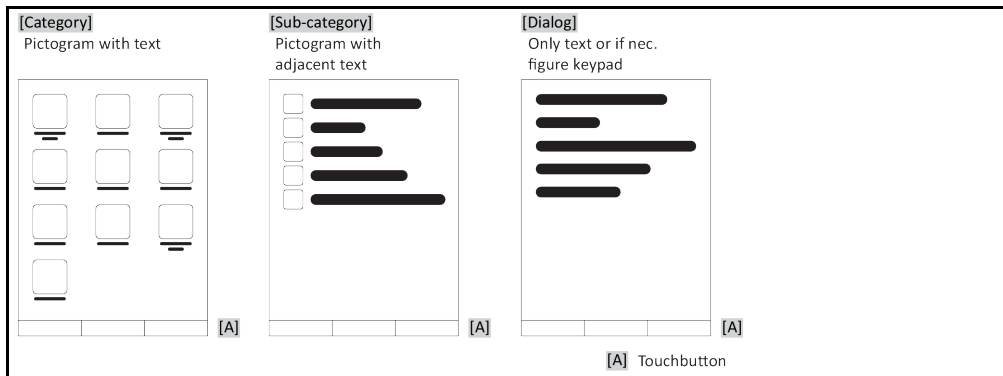 [Category]
Pictogram with text
[Sub-category]
Pictogram with
adjacent text
[Dialog]
Only text or if nec.
figure keypad
[A]
[A]
[A]
[A] Touchbutton